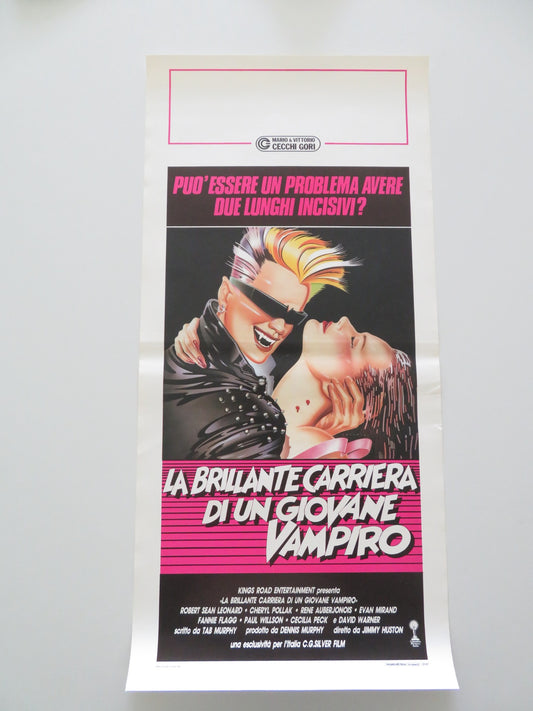 MARIO & VITTORIO
CECCHI GORI
PUO' ESSERE UN PROBLEMA AVERE
DUE LUNGHI INCISIVI?
LA BRILLANTE CARRIERA
DI UN GIOVANE
VAMPIRO
KINGS ROAD ENTERTAINMENT presenta
-LA BRILLANTE CARRIERA DI UN GIOVANE VAMPIRO-
ROBERT SEAN LEONARD • CHERYL POLLAK • RENE AUBERJONOIS • EVAN MIRAND
FANNIE FLAGG • PAUL WILLSON • CECILIA PECK e DAVID WARNER
scritto da TAB MURPHY prodotto da DENNIS MURPHY diretto da JIMMY HUSTON
una esclusività per l'Italia C.G. SILVER FILM